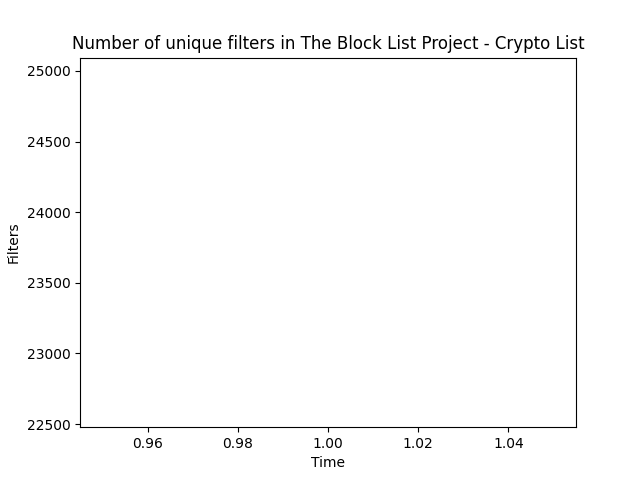 Number of unique filters in The Block List Project - Crypto List
25000
24500
24000
23500
23000
22500
Filters
0.96 0.98 1.00 1.02 1.04
Time